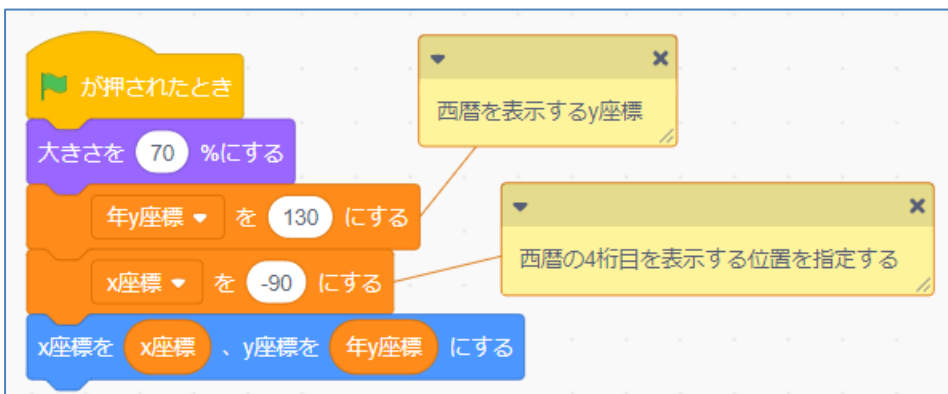 が押されたとき
大きさを 70 %にする
年y座標 を 130 にする
x座標 を -90 にする
x座標を x座標 、y座標を 年y座標 にする
西暦を表示するy座標
西暦の4桁目を表示する位置を指定する